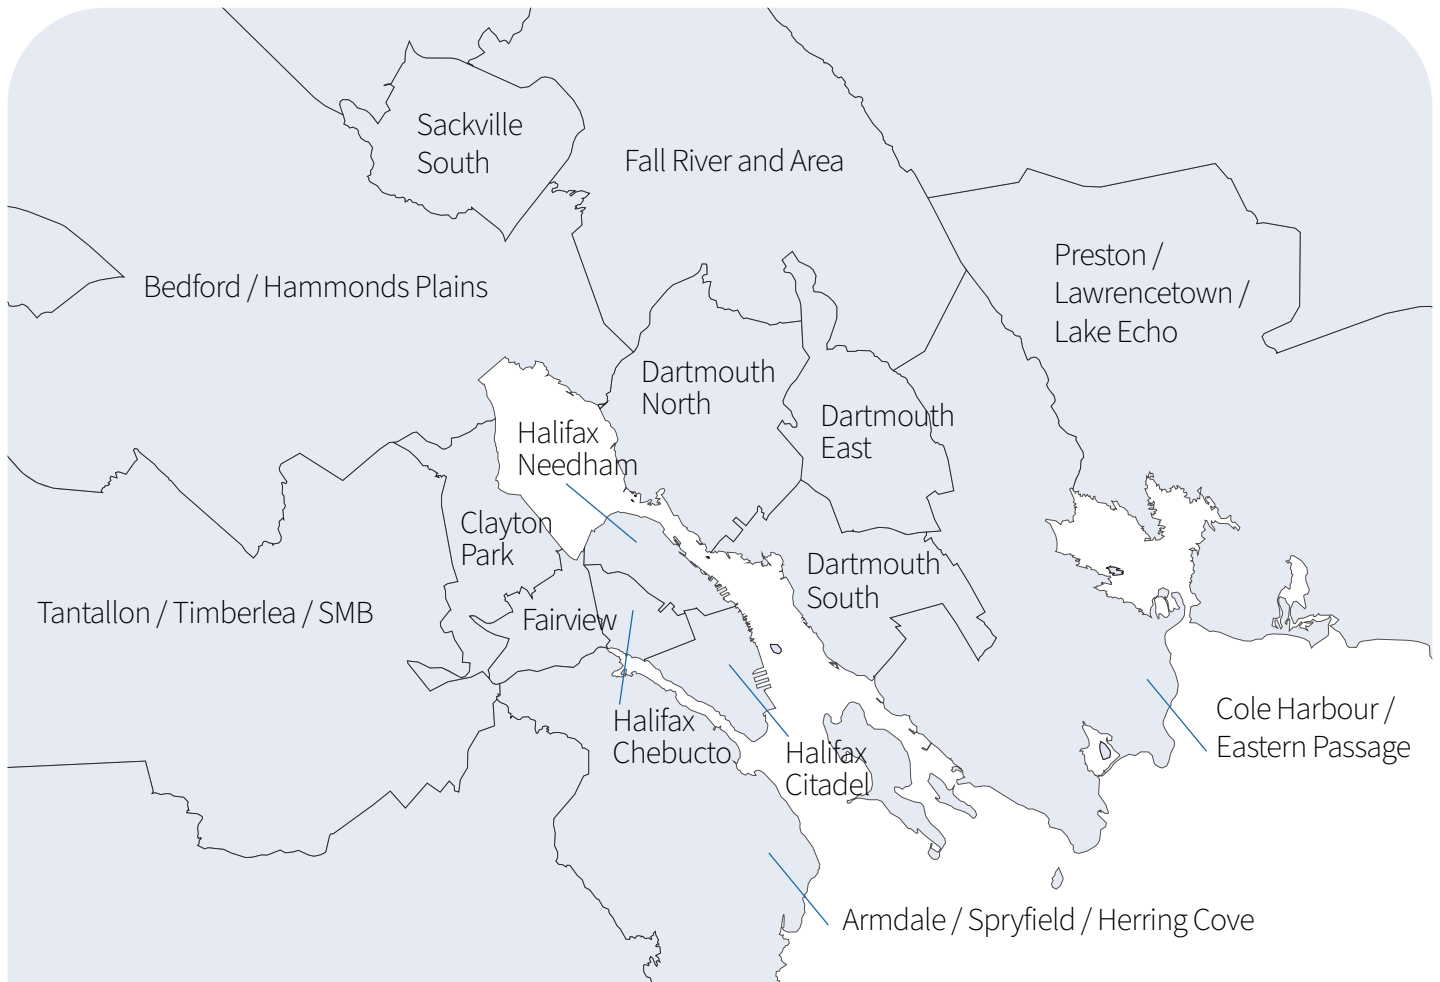 Sackville
South
Fall River and Area
Preston /
Lawrencetown /
Lake Echo
Bedford / Hammonds Plains
Dartmouth
North
Dartmouth
East
Halifax
Needham
Clayton
Park
Dartmouth
South
Tantallon / Timberlea / SMB
Fairview
Halifax
Chebucto
Halifax
Citadel
Cole Harbour /
Eastern Passage
Armdale / Spryfield / Herring Cove